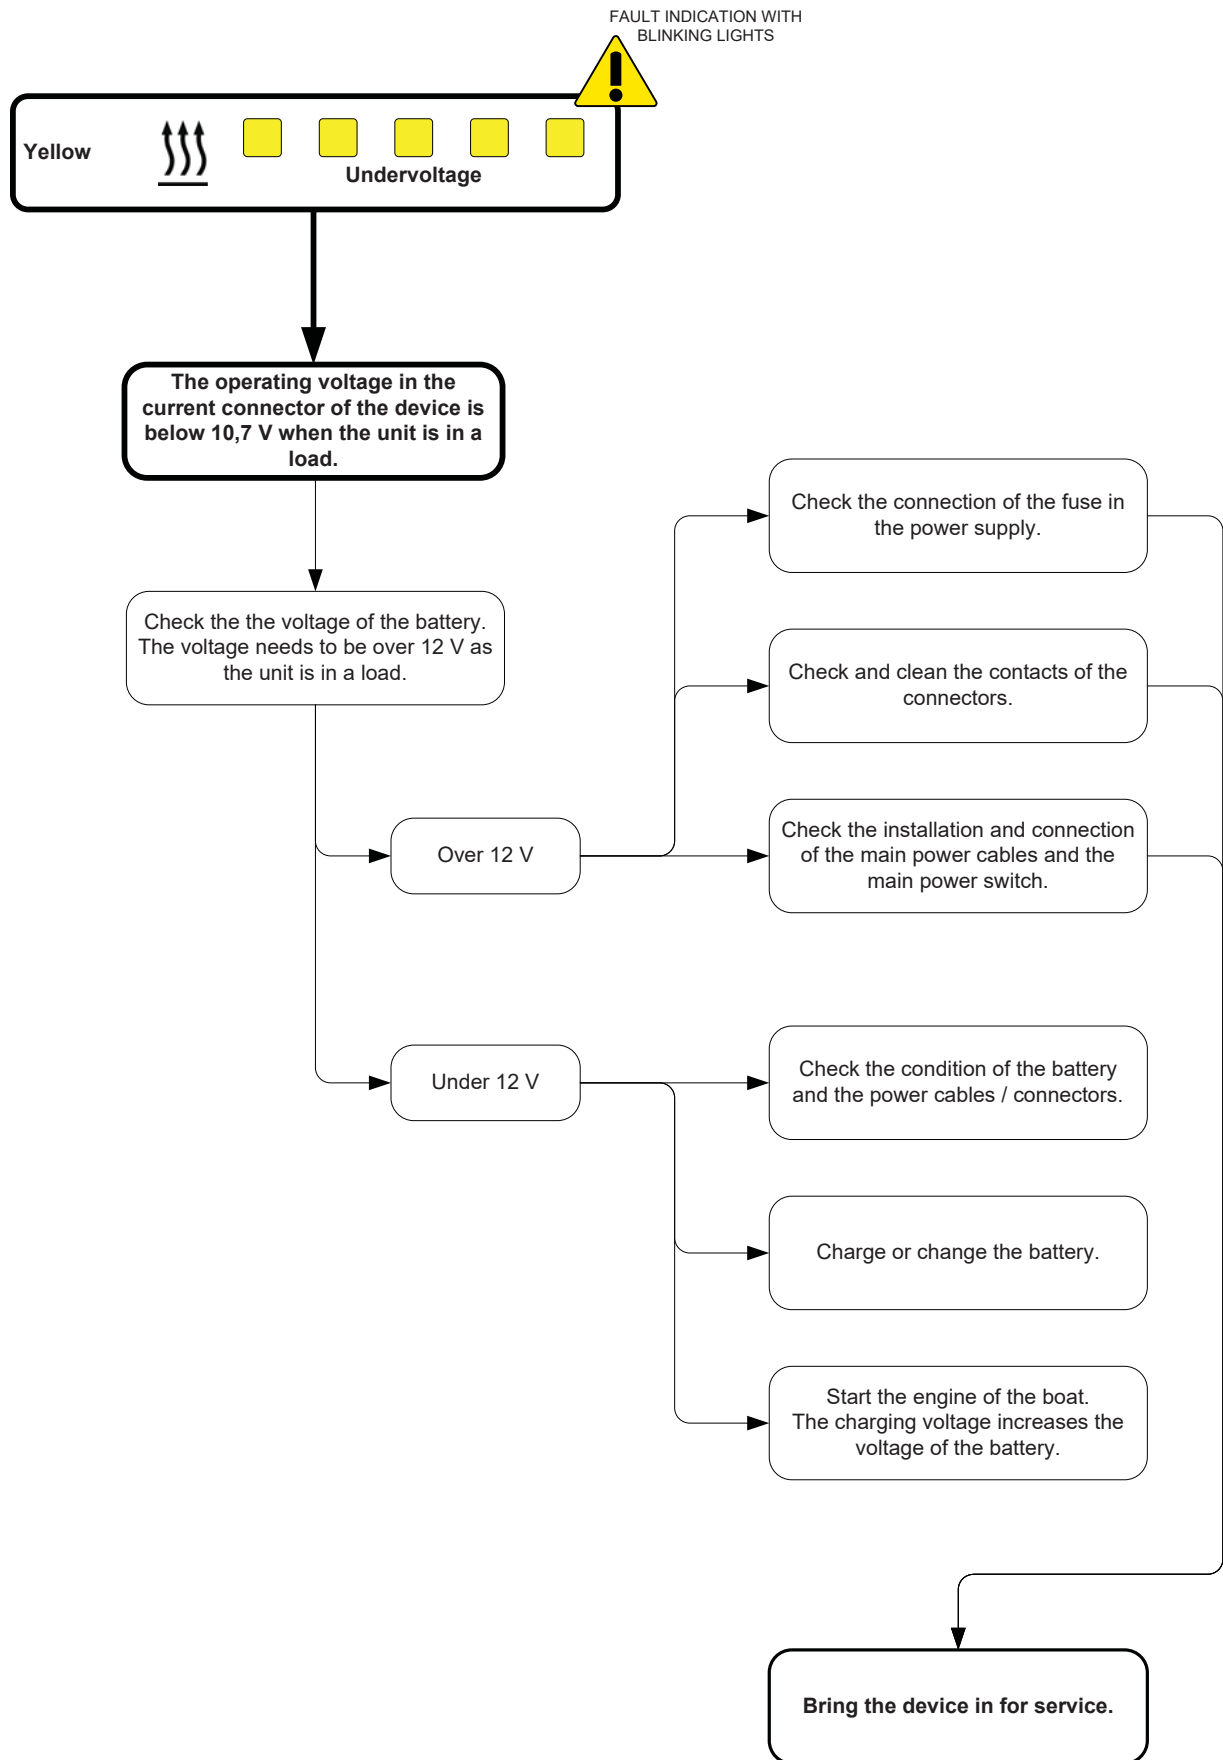 FAULT INDICATION WITH
BLINKING LIGHTS
Yellow
Undervoltage
The operating voltage in the
current connector of the device is
below 10,7 V when the unit is in a
load.
Check the connection of the fuse in
the power supply.
Check the the voltage of the battery.
The voltage needs to be over 12 V as
the unit is in a load.
Check and clean the contacts of the
connectors.
Over 12 V
Check the installation and connection
of the main power cables and the
main power switch.
Under 12 V
Check the condition of the battery
and the power cables / connectors.
Charge or change the battery.
Start the engine of the boat.
The charging voltage increases the
voltage of the battery.
Bring the device in for service.